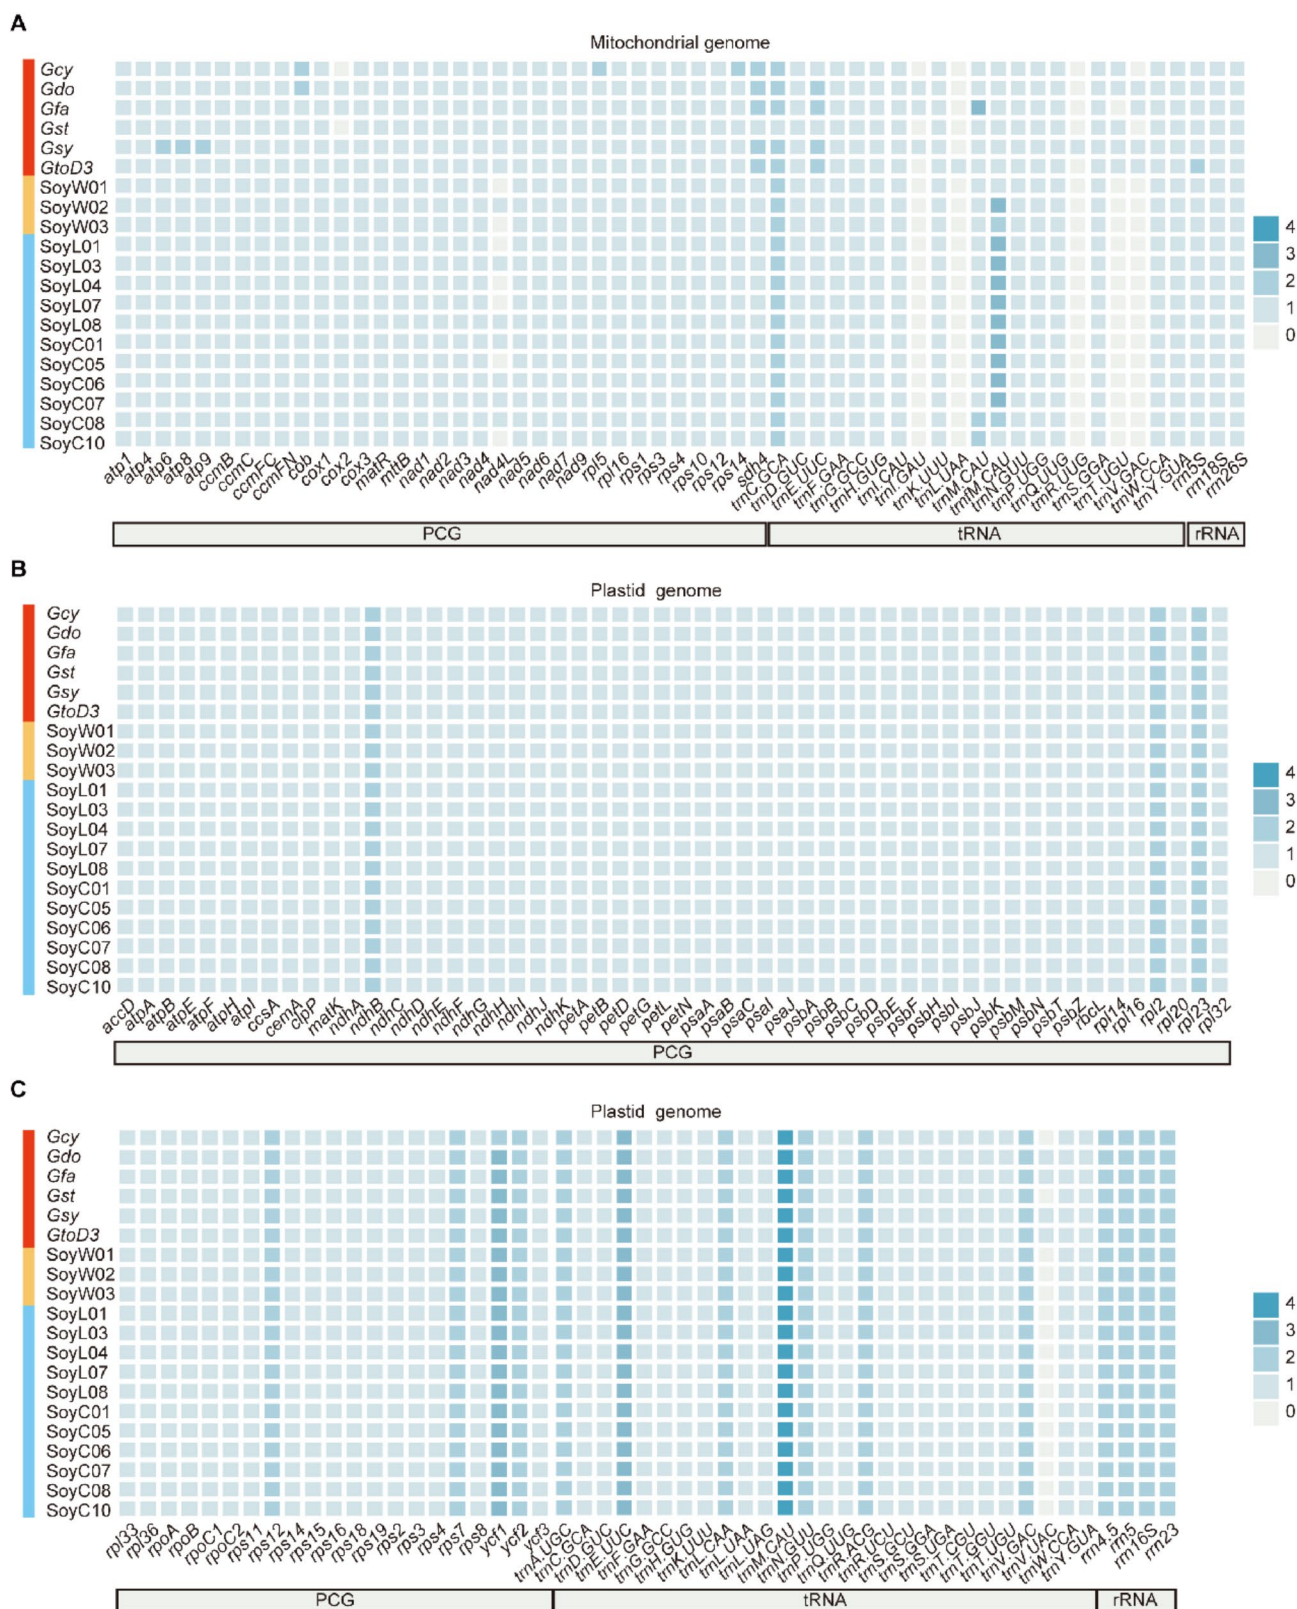 A
Mitochondrial genome
Gcy
Gdo
Gfa
Gst
Gsy
GtoD3
SoyW01
SoyW02
SoyW03
SoyL01
SoyL03
SoyL04
SoyL07
SoyL08
SoyC01
SoyC05
SoyC06
SoyC07
SoyC08
SoyC10
4
3
2
1
0
atp1 atp4 atp6 atp8 atp9 ccmB ccmC ccmFC ccmFN cob cox1 cox2 cox3 matR mttB nad1 nad2 nad3 nad4 nad4L nad5 nad6 nad7 nad9 rpl5 rpl16 rps1 rps3 rps4 rps10 rps12 rps14 sdh4 trnC.GCA trnD.GUC trnE.UUC trnF.GAA trnG.GCC trnH.GUG trnI.CAU trnI.GAU trnK.UUU trnL.UAA trnM.CAU trnfM.CAU trnN.GUU trnP.UGG trnQ.UUG trnR.UUG trnS.GGA trnT.UGU trnV.GAC trnW.CCA trnY.GUA rrn5S rrn18S rrn26S
PCG tRNA rRNA
B
Plastid genome
Gcy
Gdo
Gfa
Gst
Gsy
GtoD3
SoyW01
SoyW02
SoyW03
SoyL01
SoyL03
SoyL04
SoyL07
SoyL08
SoyC01
SoyC05
SoyC06
SoyC07
SoyC08
SoyC10
4
3
2
1
0
accD atpA atpB atpE atpF atpH atpI ccsA cemA clpP matK ndhA ndhB ndhC ndhD ndhE ndhF ndhG ndhH ndhI ndhJ ndhK petA petB petD petG petL petN psaA psaB psaC psaI psaJ psbA psbB psbC psbD psbE psbF psbH psbI psbJ psbK psbM psbN psbT psbZ rbcL rpl14 rpl16 rpl2 rpl20 rpl23 rpl32
PCG
C
Plastid genome
Gcy
Gdo
Gfa
Gst
Gsy
GtoD3
SoyW01
SoyW02
SoyW03
SoyL01
SoyL03
SoyL04
SoyL07
SoyL08
SoyC01
SoyC05
SoyC06
SoyC07
SoyC08
SoyC10
4
3
2
1
0
rpl33 rpl36 rpoA rpoB rpoC1 rpoC2 rps11 rps12 rps14 rps15 rps16 rps18 rps19 rps2 rps3 rps4 rps7 rps8 ycf1 ycf2 ycf3 trnA.UGC trnC.GCA trnD.GUC trnE.UUC trnF.GAA trnG.GCC trnH.GUG trnK.UUU trnL.CAA trnL.UAA trnL.UAG trnM.CAU trnN.GUU trnP.UGG trnQ.UUG trnR.ACG trnR.UCU trnS.GCU trnS.GGA trnS.UGA trnT.CGU trnT.GGU trnT.UGU trnV.GAC trnV.UAC trnW.CCA trnY.GUA rrn4.5 rrn5 rrn16S rrn23
PCG tRNA rRNA